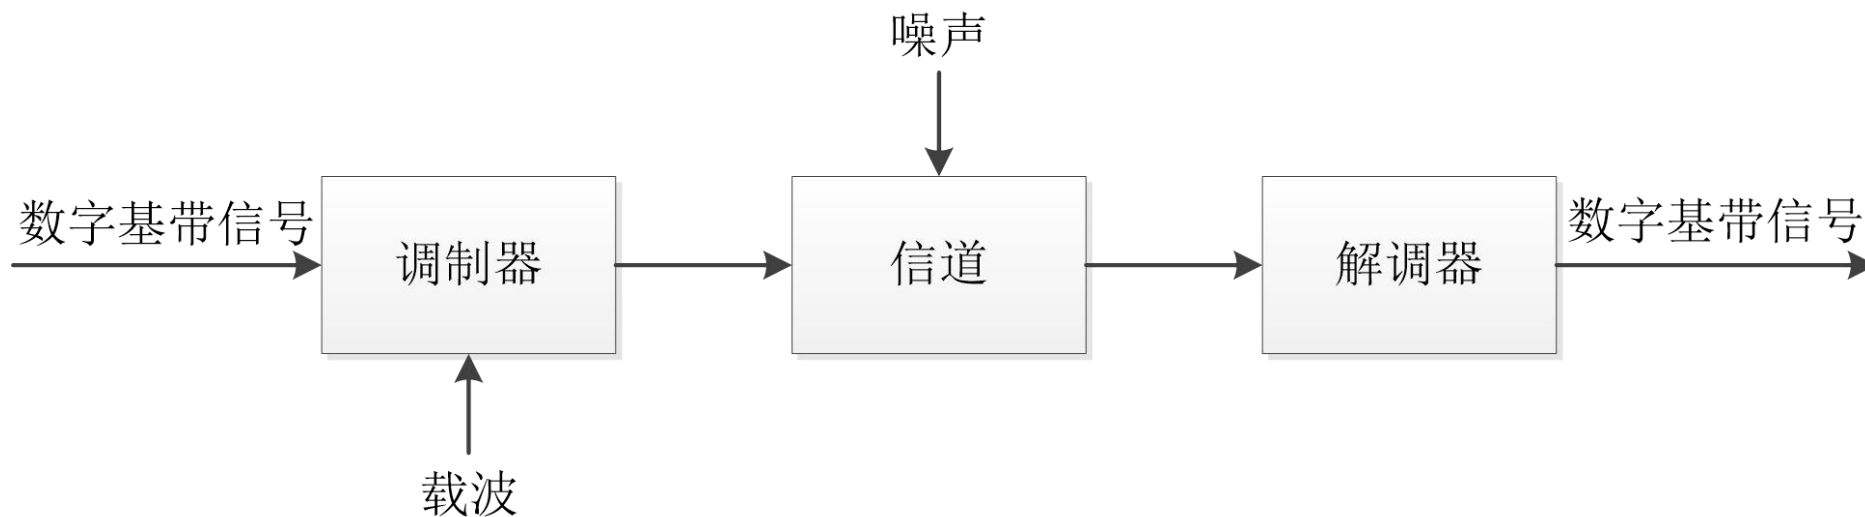 噪声
数字基带信号
调制器
信道
解调器
数字基带信号
载波